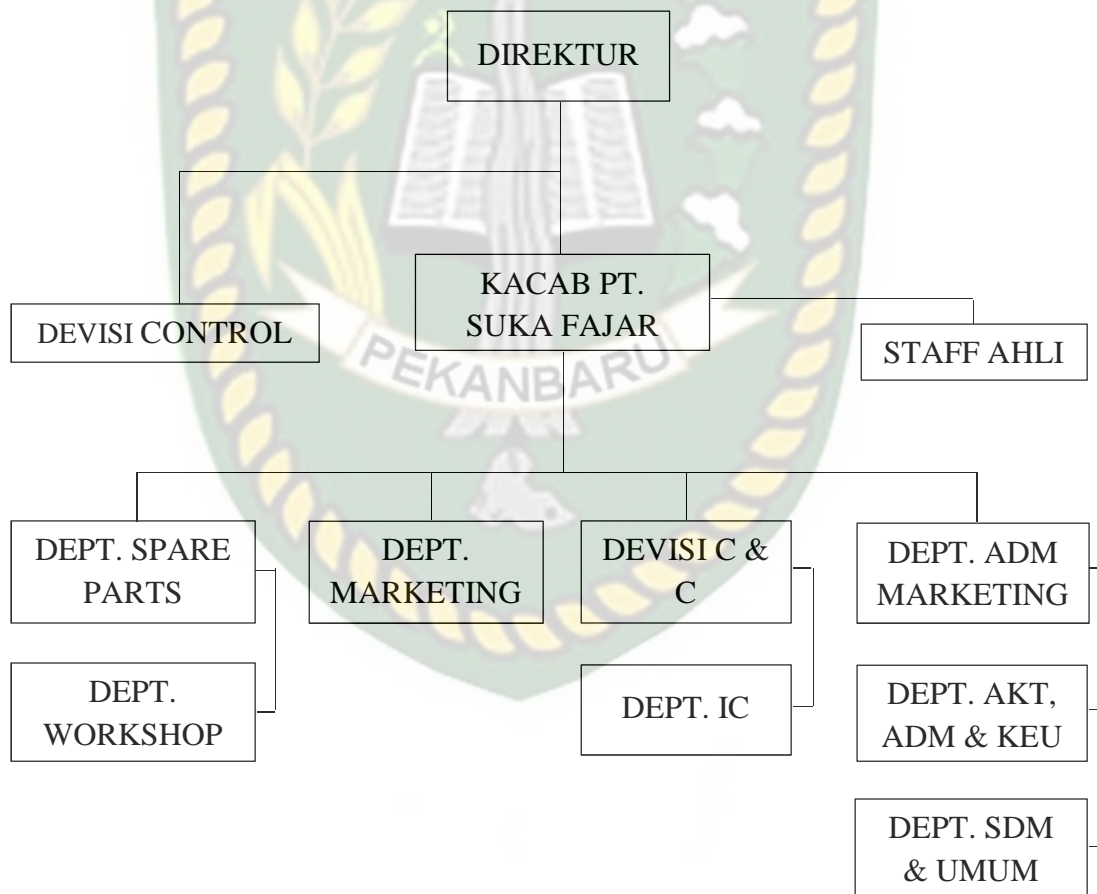 DIREKTUR
KACAB PT.
SUKA FAJAR
DEVISI CONTROL
STAFF AHLI
PEKANBARU
DEPT. SPARE
PARTS
DEPT.
MARKETING
DEVISI C &
C
DEPT. ADM
MARKETING
DEPT.
WORKSHOP
DEPT. IC
DEPT. AKT,
ADM & KEU
DEPT. SDM
& UMUM